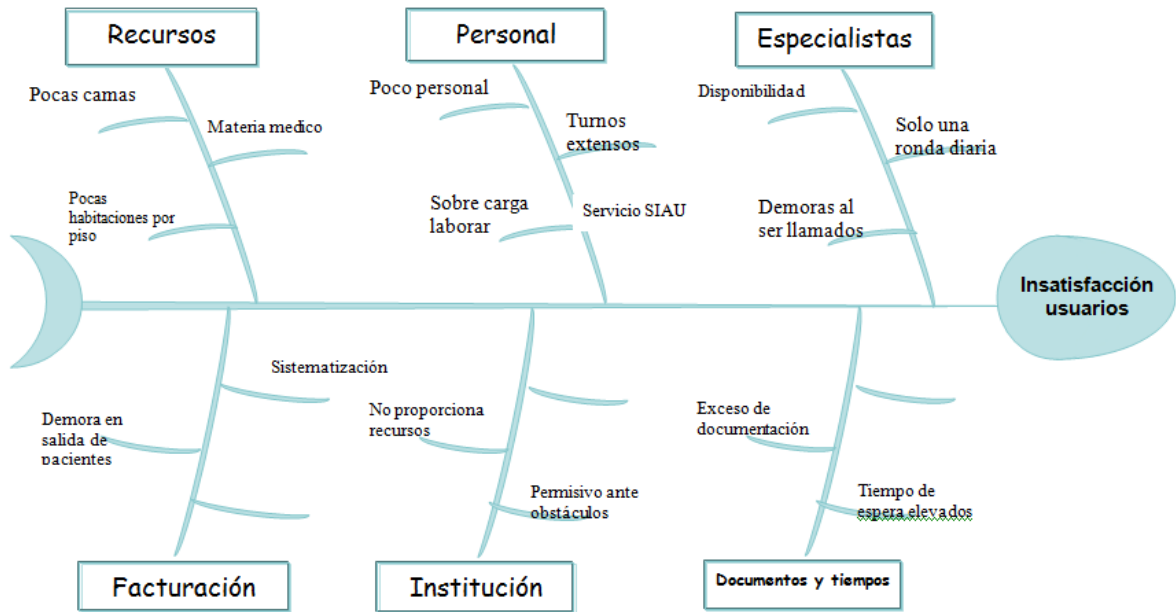 Recursos
Personal
Especialistas
Pocas camas
Materia medico
Pocas
habitaciones por
piso
Poco personal
Turnos
extensos
Sobre carga
laborar
Servicio SIAU
Disponibilidad
Solo una
ronda diaria
Demoras al
ser llamados
Insatisfacción
usuarios
Sistematización
Demora en
salida de
pacientes
No proporciona
recursos
Permisivo ante
obstáculos
Exceso de
documentación
Tiempo de
espera elevados
Facturación
Institución
Documentos y tiempos